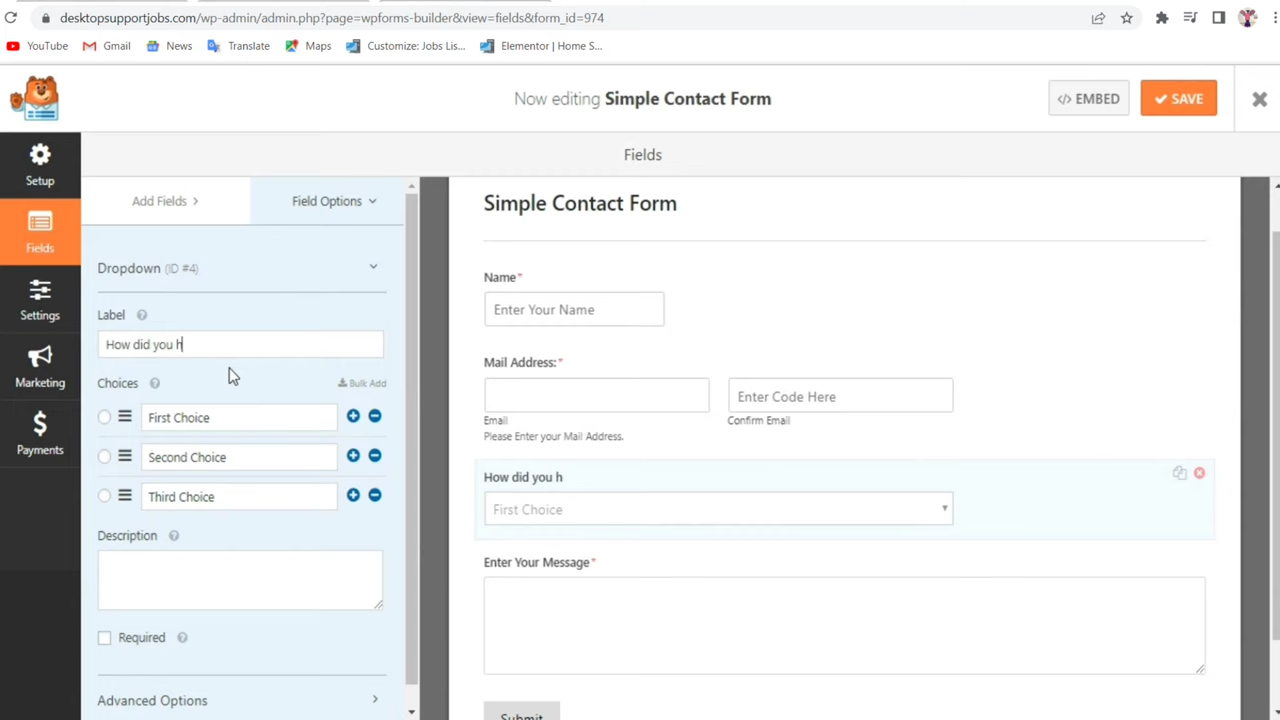 desktopsupportjobs.com/wp-admin/admin.php?page=wpforms-builder&view=fields&form_id=974
YouTube Gmail News Translate Maps Customize: Jobs Lis... Elementor | Home S...
Now editing Simple Contact Form
</> EMBED
SAVE
Fields
Setup
Fields
Settings
Marketing
Payments
Add Fields
Field Options
Dropdown (ID #4)
Label
How did you h
Choices
Bulk Add
First Choice
Second Choice
Third Choice
Description
Required
Advanced Options
Simple Contact Form
Name*
Enter Your Name
Mail Address:*
Enter Code Here
Email
Confirm Email
Please Enter your Mail Address.
How did you h
First Choice
Enter Your Message*
Submit